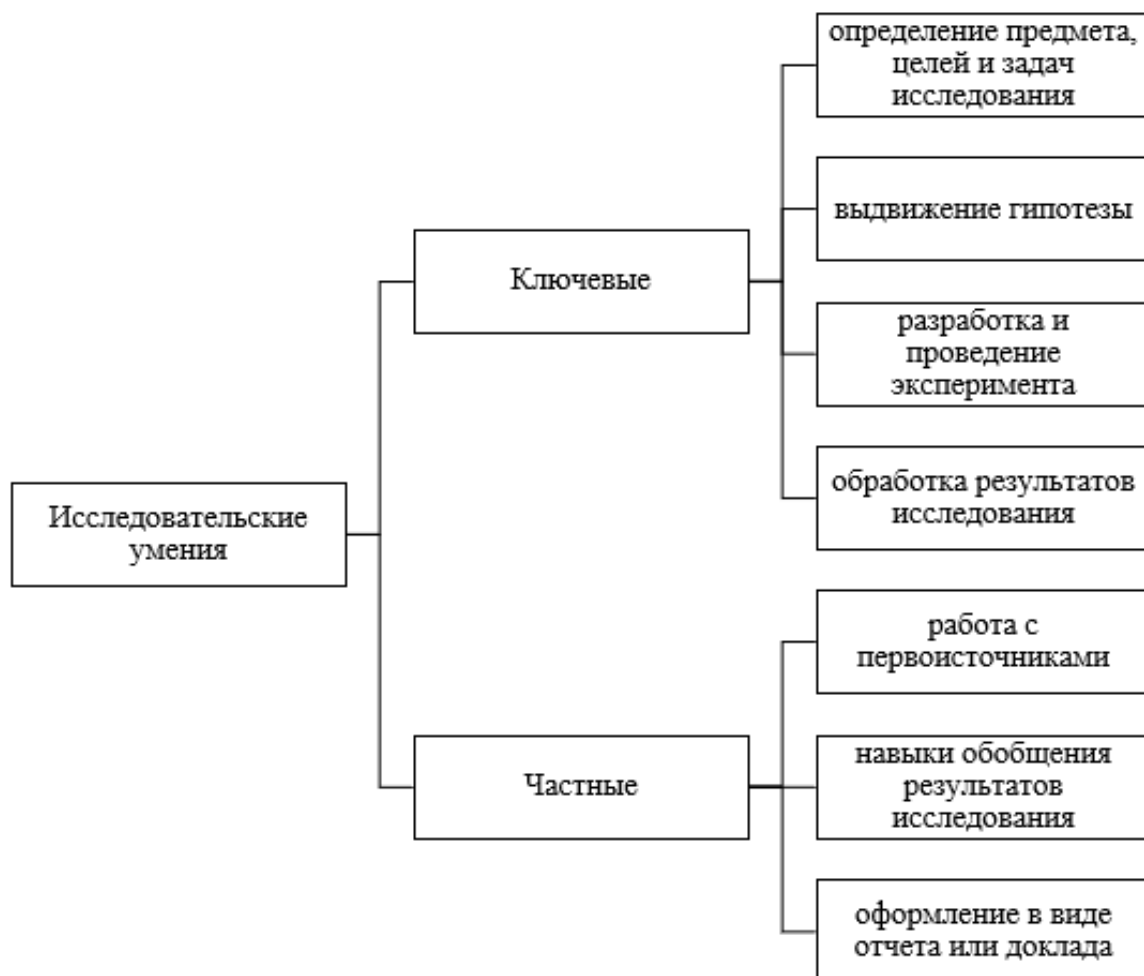 определение предмета,
целей и задач
исследования
выдвижение гипотезы
Ключевые
разработка и
проведение
эксперимента
обработка результатов
исследования
Исследовательские
умения
работа с
первоисточниками
Частные
навыки обобщения
результатов
исследования
оформление в виде
отчета или доклада